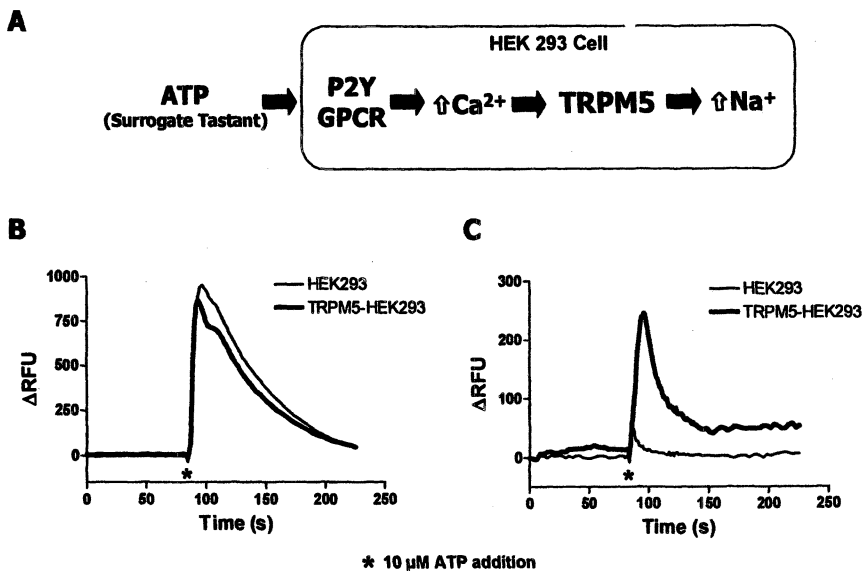 A
HEK 293 Cell
ATP
(Surrogate Tastant)
P2Y
GPCR
⇧Ca²⁺
TRPM5
⇧Na⁺
B
1000
750
500
250
0
ΔRFU
HEK293
TRPM5-HEK293
*
0 50 100 150 200 250
Time (s)
C
300
200
100
0
ΔRFU
HEK293
TRPM5-HEK293
*
0 50 100 150 200 250
Time (s)
* 10 µM ATP addition